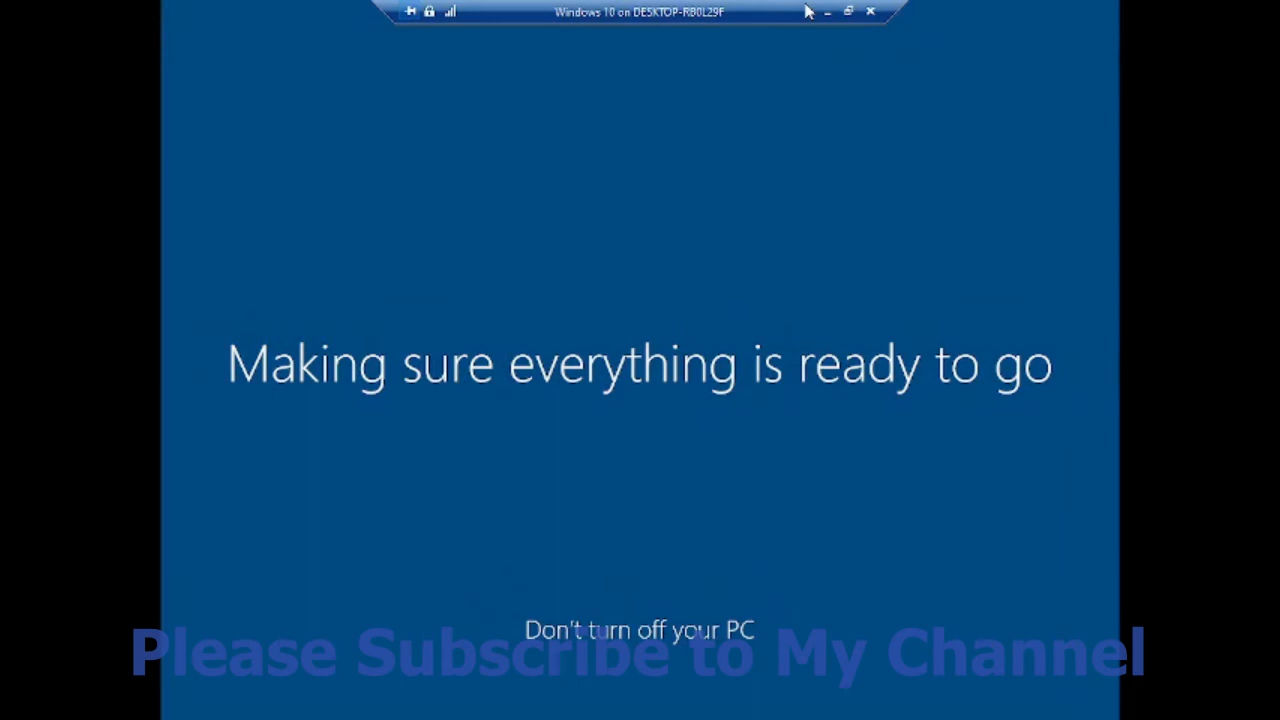 Windows 10 on DESKTOP-RB0L29F
Making sure everything is ready to go
Don't turn off your PC
Please Subscribe to My Channel